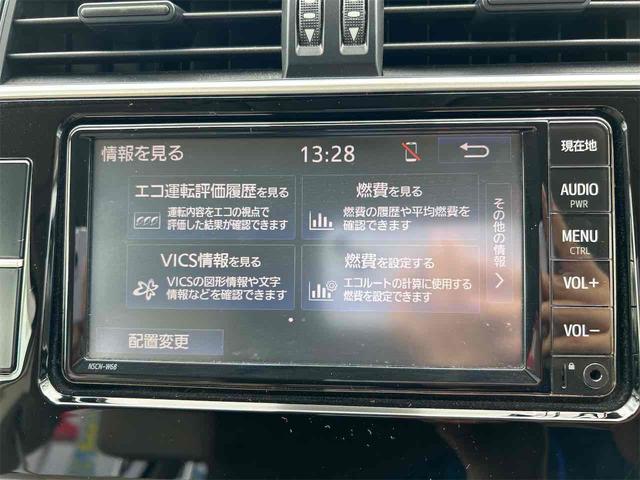 情報を見る
13:28
現在地
エコ運転評価履歴を見る
運転内容をエコの視点で
評価した結果が確認できます
燃費を見る
燃費の履歴や平均燃費を
確認できます
その他の情報
AUDIO
PWR
MENU
CTRL
VICS情報を見る
VICSの図形情報や文字
情報などを確認できます
燃費を設定する
エコルートの計算に使用する
燃費を設定できます
VOL+
VOL-
配置変更
NSCN-W68